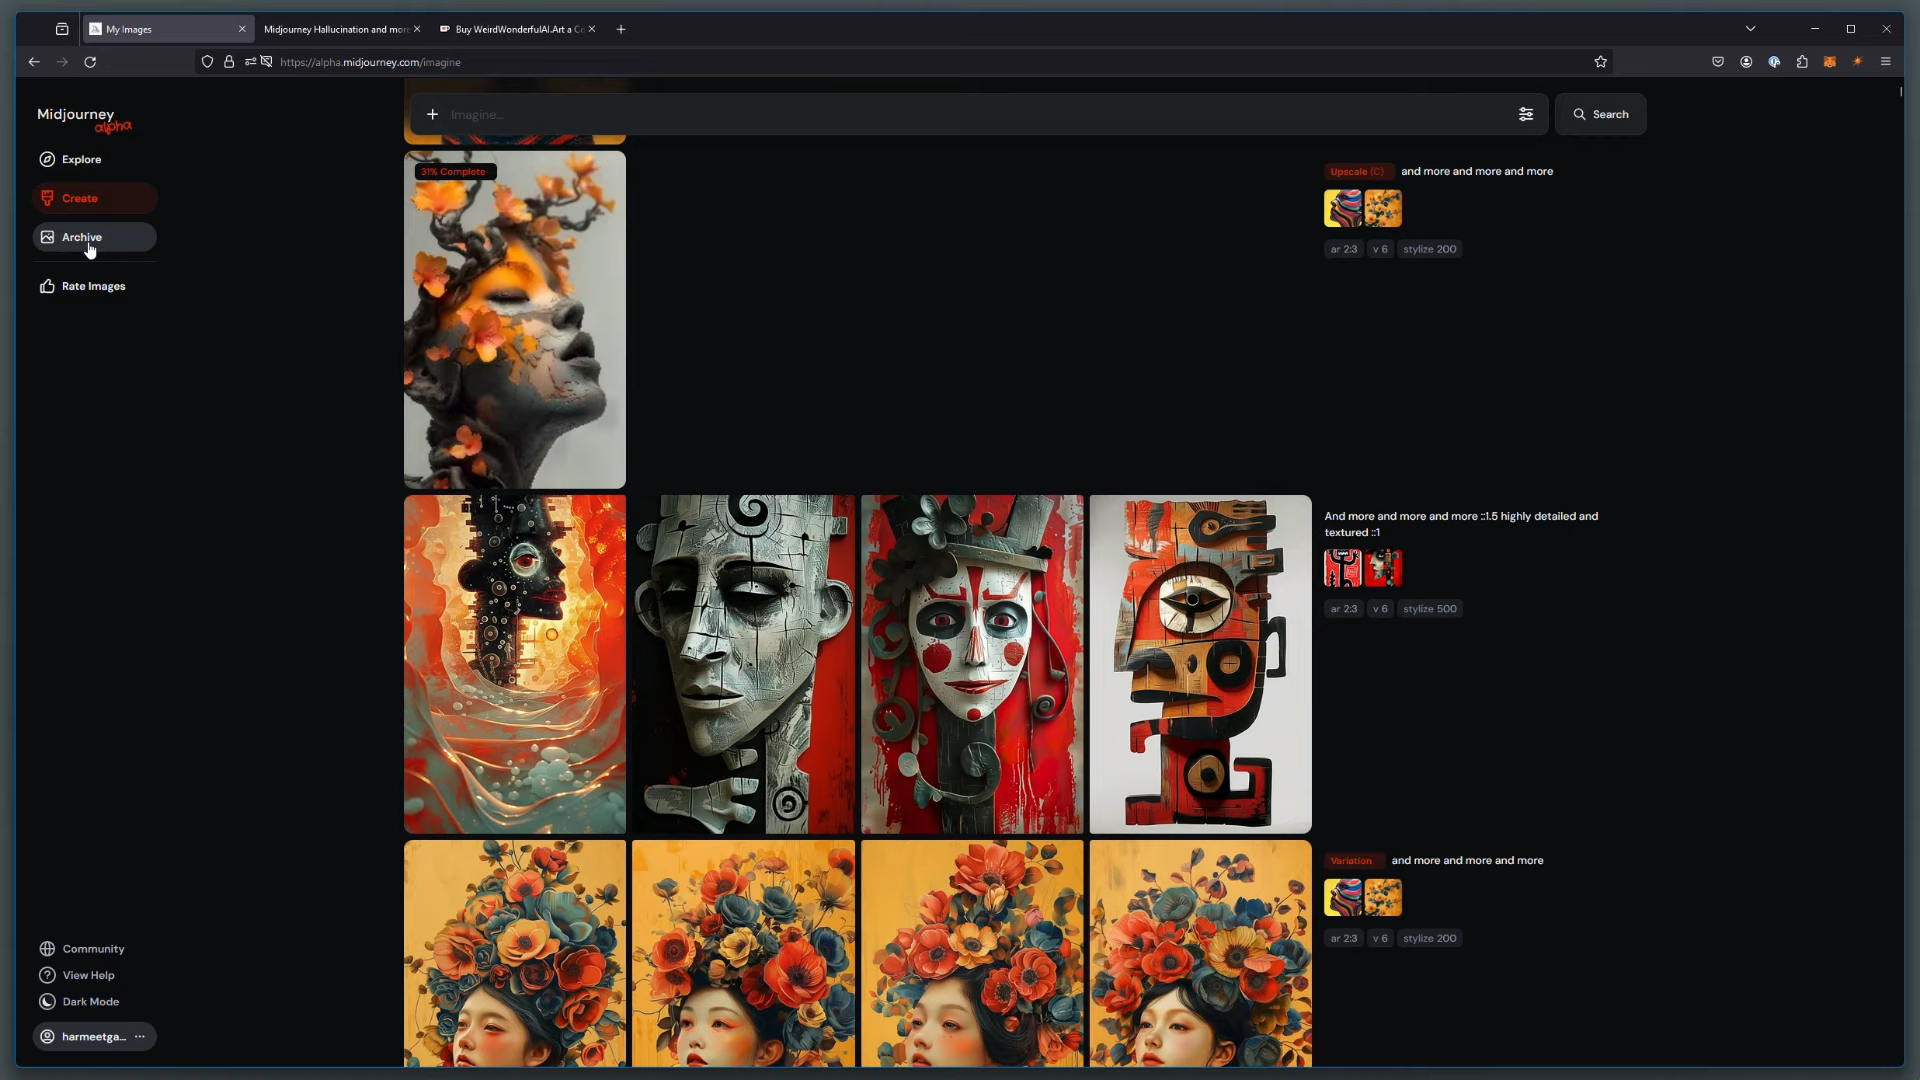 My Images
Midjourney Hallucination and more
Buy WeirdWonderfulAI.Art a Co
https://alpha.midjourney.com/imagine
Midjourney
alpha
Imagine...
Search
Explore
Create
Archive
Rate Images
31% Complete
Upscale (C) and more and more and more
ar 2:3 v 6 stylize 200
And more and more and more ::1.5 highly detailed and
textured ::1
ar 2:3 v 6 stylize 500
Variation and more and more and more
ar 2:3 v 6 stylize 200
Community
View Help
Dark Mode
harmeetga... ...